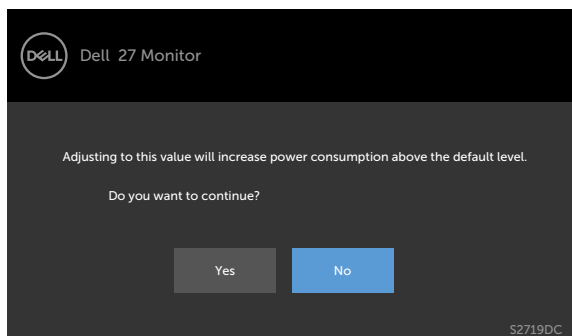 DELL
Dell 27 Monitor
Adjusting to this value will increase power consumption above the default level.
Do you want to continue?
Yes
No
S2719DC